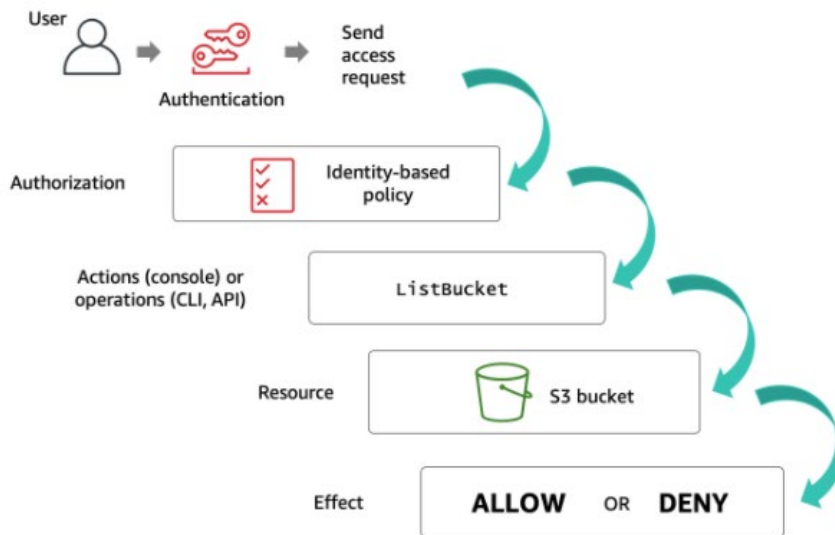 User
Authentication
Send
access
request
Authorization
Identity-based
policy
Actions (console) or
operations (CLI, API)
ListBucket
Resource
S3 bucket
Effect
ALLOW OR DENY